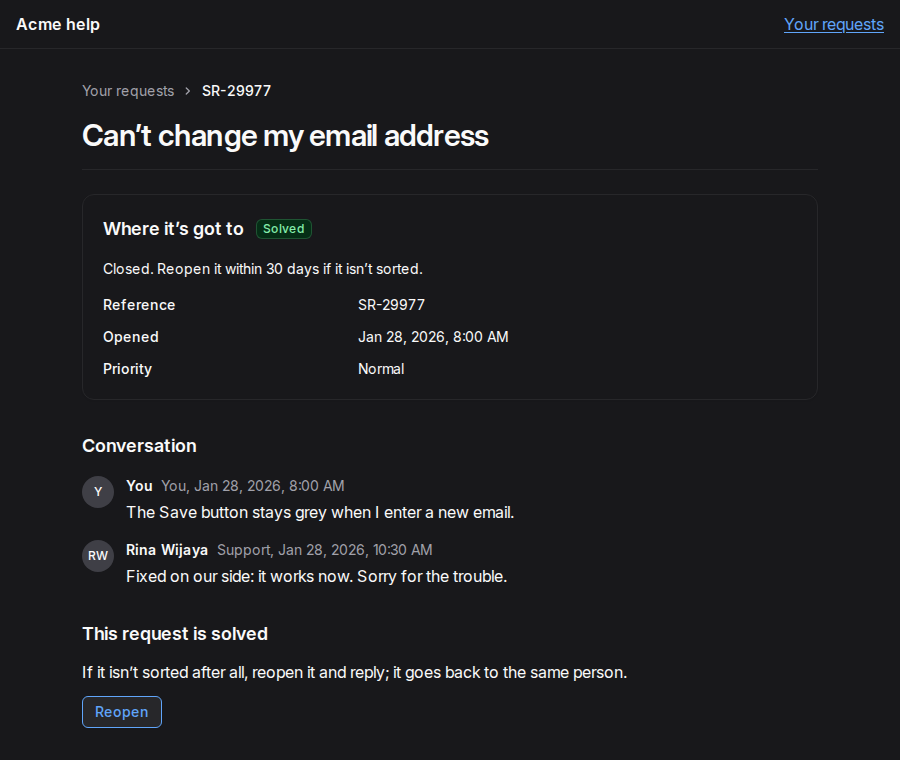 Acme help
Your requests
Your requests > SR-29977
Can’t change my email address
Where it’s got to Solved
Closed. Reopen it within 30 days if it isn’t sorted.
Reference SR-29977
Opened Jan 28, 2026, 8:00 AM
Priority Normal
Conversation
Y You You, Jan 28, 2026, 8:00 AM
The Save button stays grey when I enter a new email.
RW Rina Wijaya Support, Jan 28, 2026, 10:30 AM
Fixed on our side: it works now. Sorry for the trouble.
This request is solved
If it isn’t sorted after all, reopen it and reply; it goes back to the same person.
Reopen